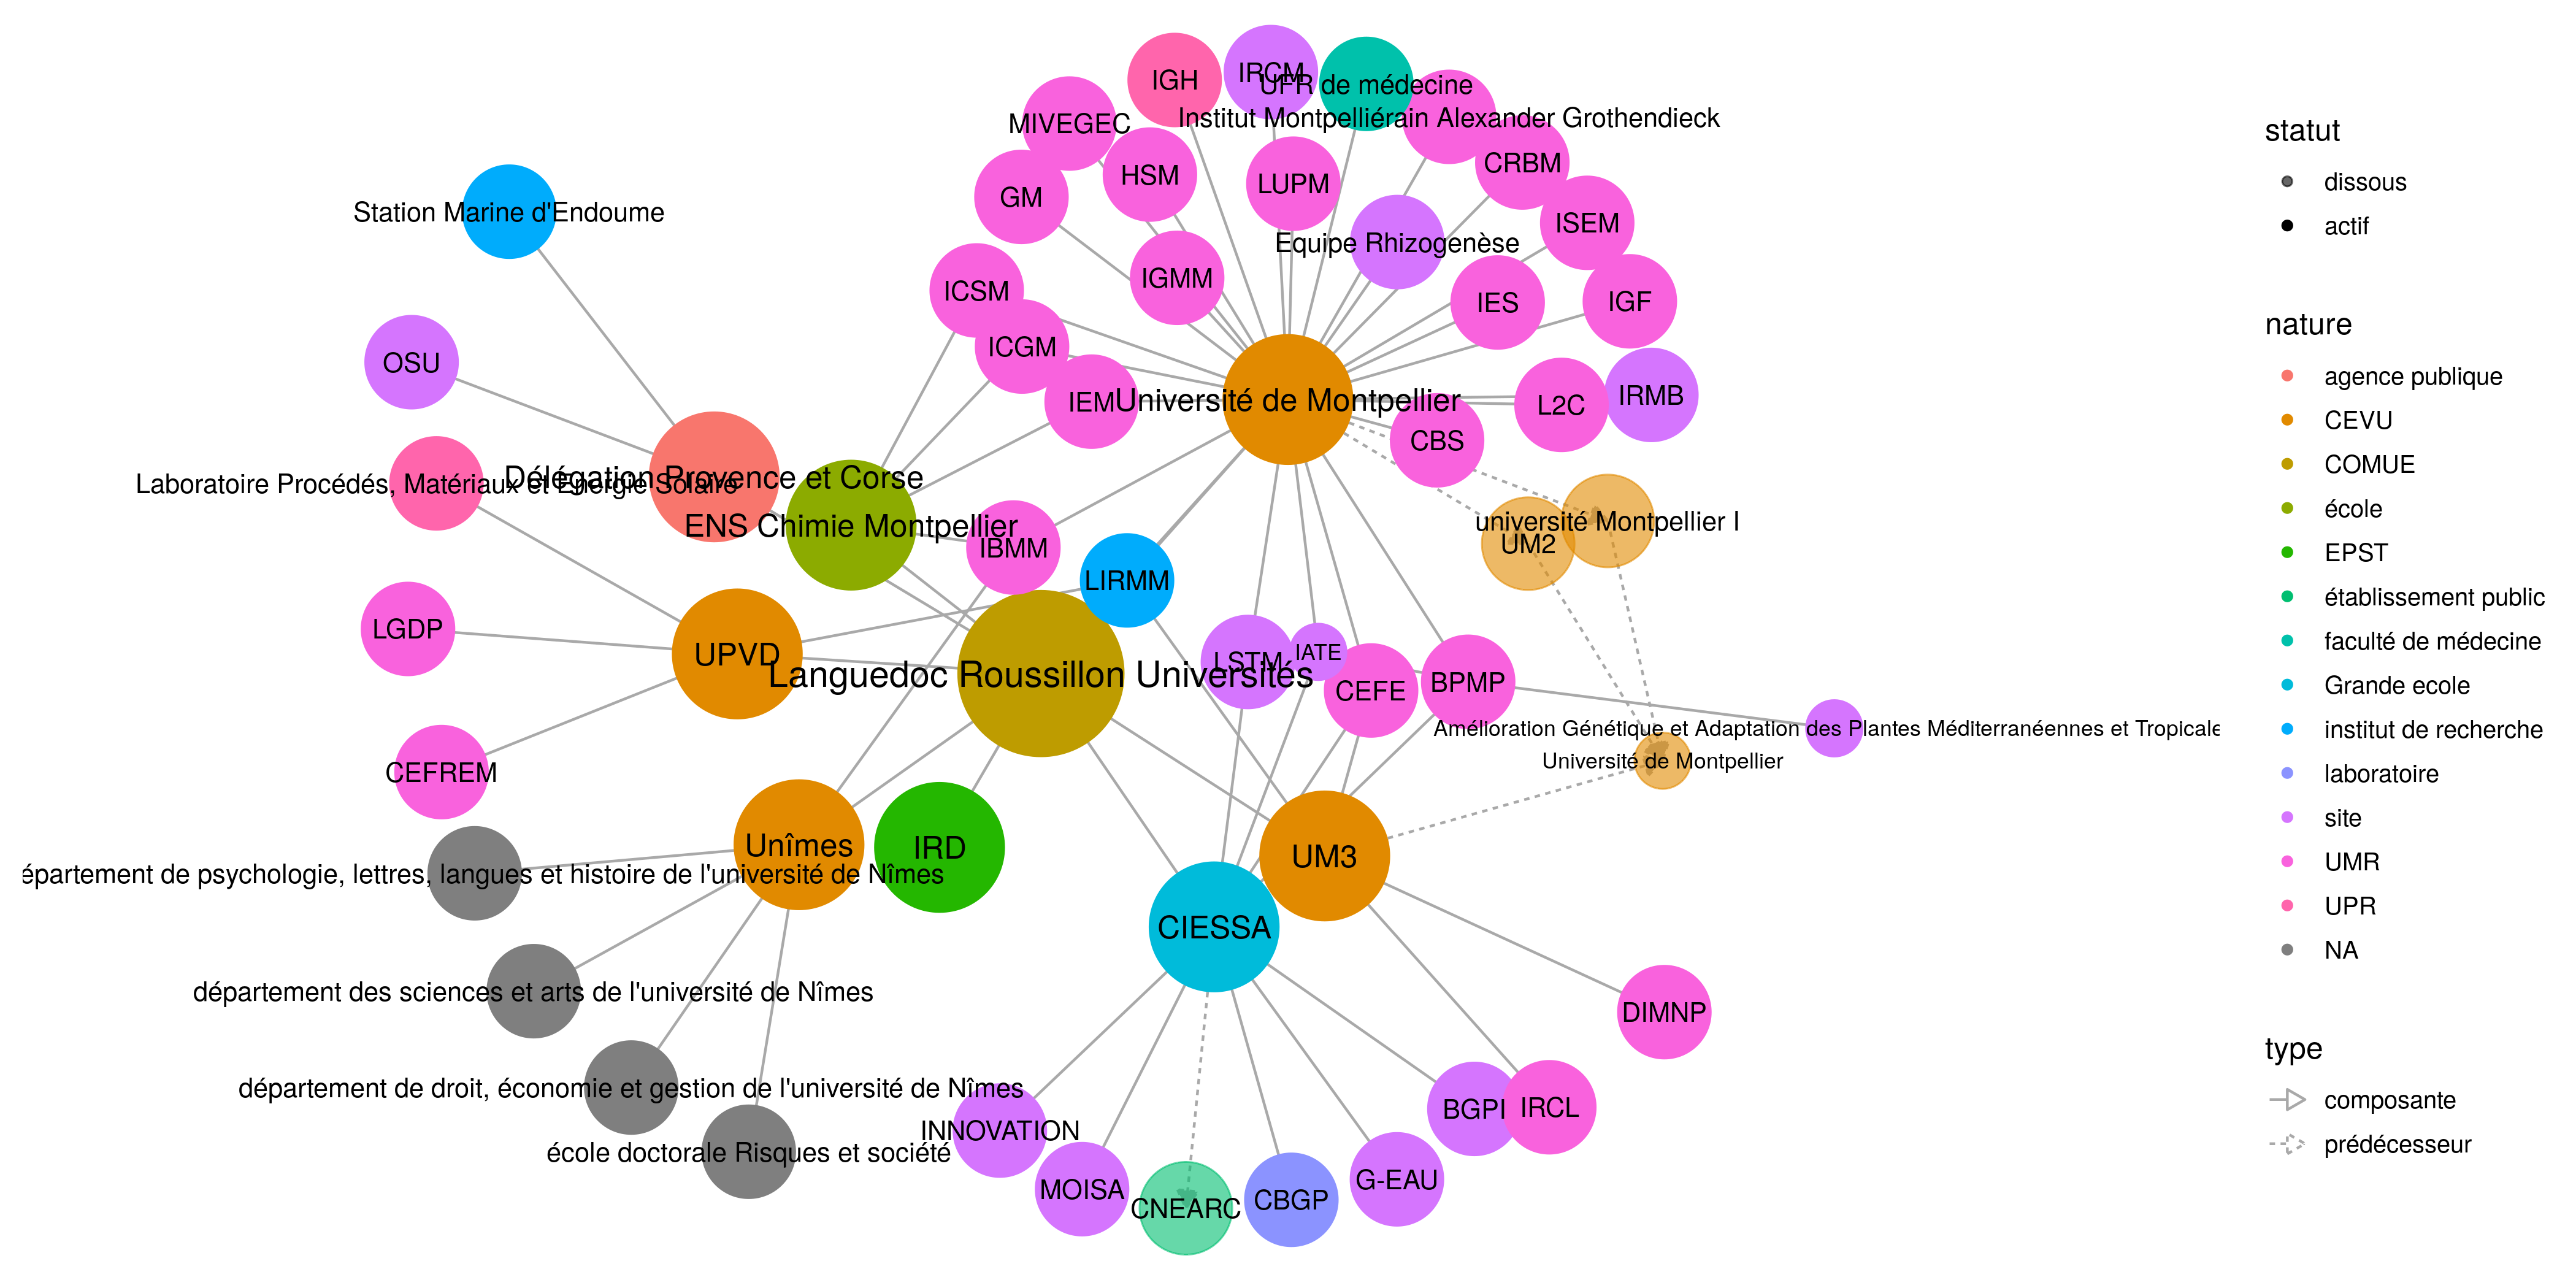 IGH
IRCM
UFR de médecine
Institut Montpelliérain Alexander Grothendieck
MIVEGEC
HSM
LUPM
CRBM
GM
Station Marine d'Endoume
ISEM
Equipe Rhizogenèse
IGMM
ICSM
IES
IGF
ICGM
OSU
IEM
Université de Montpellier
L2C
IRMB
CBS
Délégation Provence et Corse
Laboratoire Procédés, Matériaux et Energie Solaire
ENS Chimie Montpellier
université Montpellier I
UM2
IBMM
LIRMM
LGDP
UPVD
Languedoc Roussillon Universités
LSTM
IATE
CEFE
BPMP
Amélioration Génétique et Adaptation des Plantes Méditerranéennes et Tropicale
Université de Montpellier
CEFREM
Unîmes
IRD
UM3
épartement de psychologie, lettres, langues et histoire de l'université de Nîmes
CIESSA
département des sciences et arts de l'université de Nîmes
DIMNP
département de droit, économie et gestion de l'université de Nîmes
BGPI
IRCL
INNOVATION
école doctorale Risques et société
MOISA
CNEARC
CBGP
G-EAU
statut
dissous
actif
nature
agence publique
CEVU
COMUE
école
EPST
établissement public
faculté de médecine
Grande ecole
institut de recherche
laboratoire
site
UMR
UPR
NA
type
composante
prédécesseur